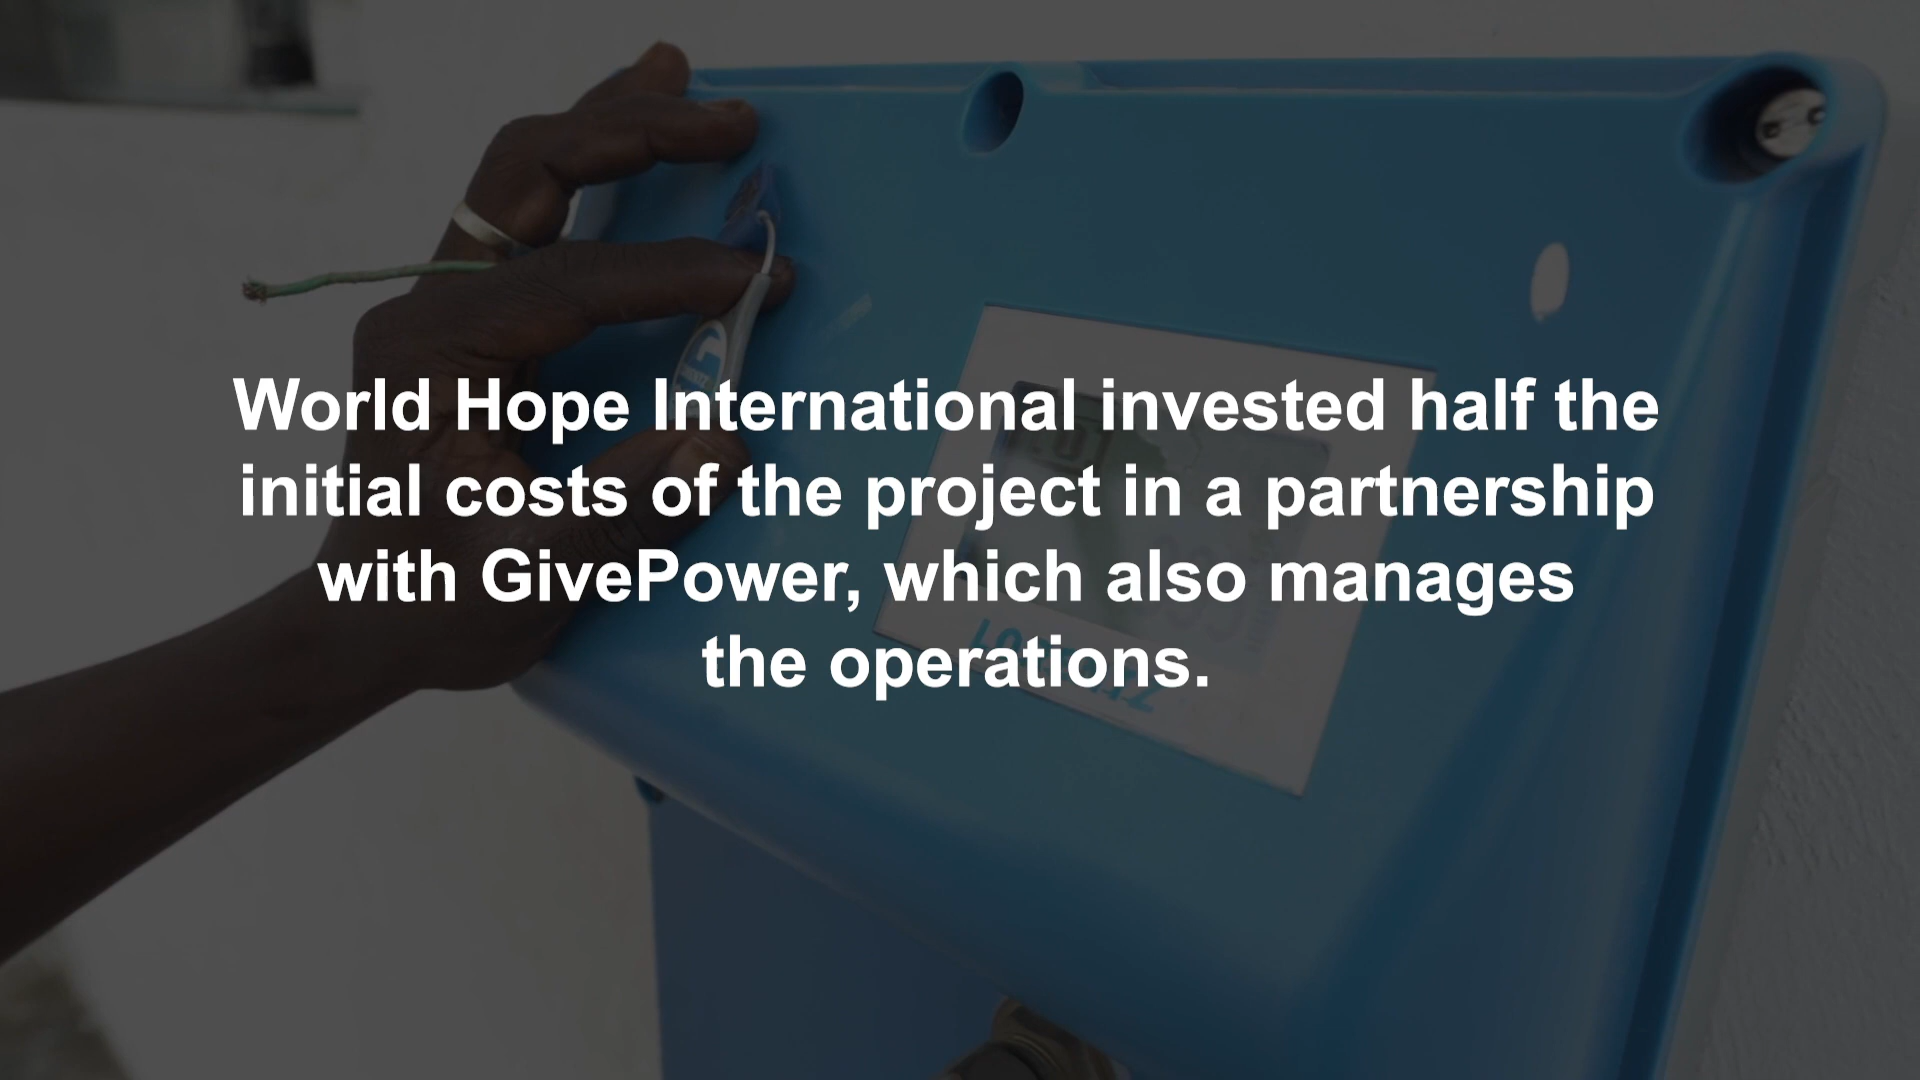 World Hope International invested half the
initial costs of the project in a partnership
with GivePower, which also manages
the operations.